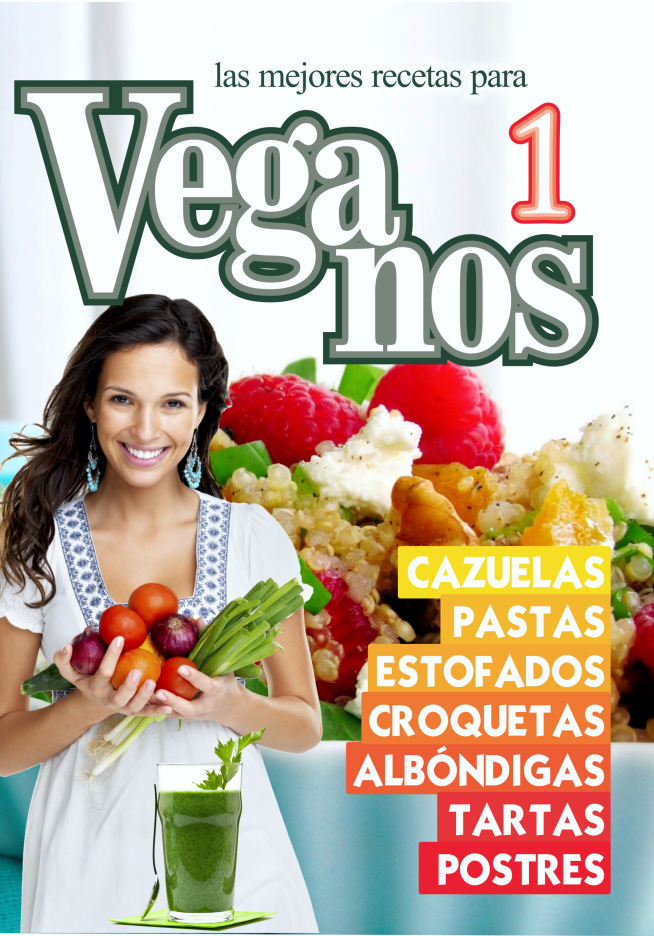 las mejores recetas para
Vega
nos
1
CAZUELAS
PASTAS
ESTOFADOS
CROQUETAS
ALBÓNDIGAS
TARTAS
POSTRES